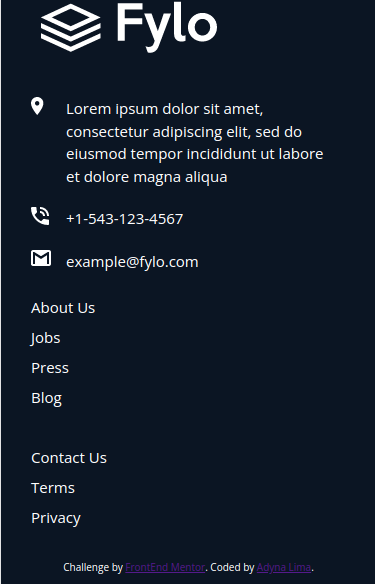 Fylo
Lorem ipsum dolor sit amet,
consectetur adipiscing elit, sed do
eiusmod tempor incididunt ut labore
et dolore magna aliqua
+1-543-123-4567
example@fylo.com
About Us
Jobs
Press
Blog
Contact Us
Terms
Privacy
Challenge by FrontEnd Mentor. Coded by Adyna Lima.